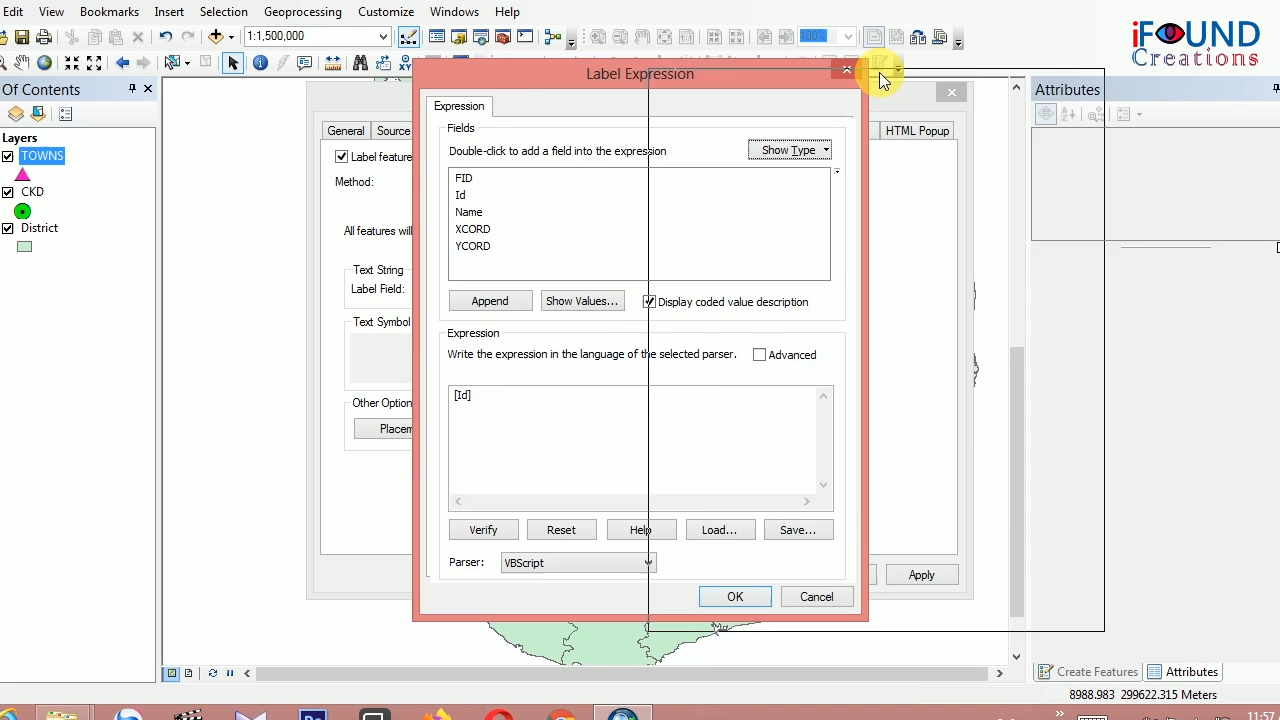 Edit View Bookmarks Insert Selection Geoprocessing Customize Windows Help
1:1,500,000
100%
iFOUND
Creations
Of Contents
Layers
TOWNS
CKD
District
Label Expression
Expression
Fields
Double-click to add a field into the expression
Show Type
FID
Id
Name
XCORD
YCORD
Append
Show Values...
Display coded value description
Expression
Write the expression in the language of the selected parser.
Advanced
[Id]
Verify
Reset
Help
Load...
Save...
Parser:
VBScript
OK
Cancel
General
Source
HTML Popup
Label feature
Method:
All features wil
Text String
Label Field:
Text Symbol
Other Option
Placem
Apply
Attributes
Create Features
Attributes
8988.983 299622.315 Meters
11:57